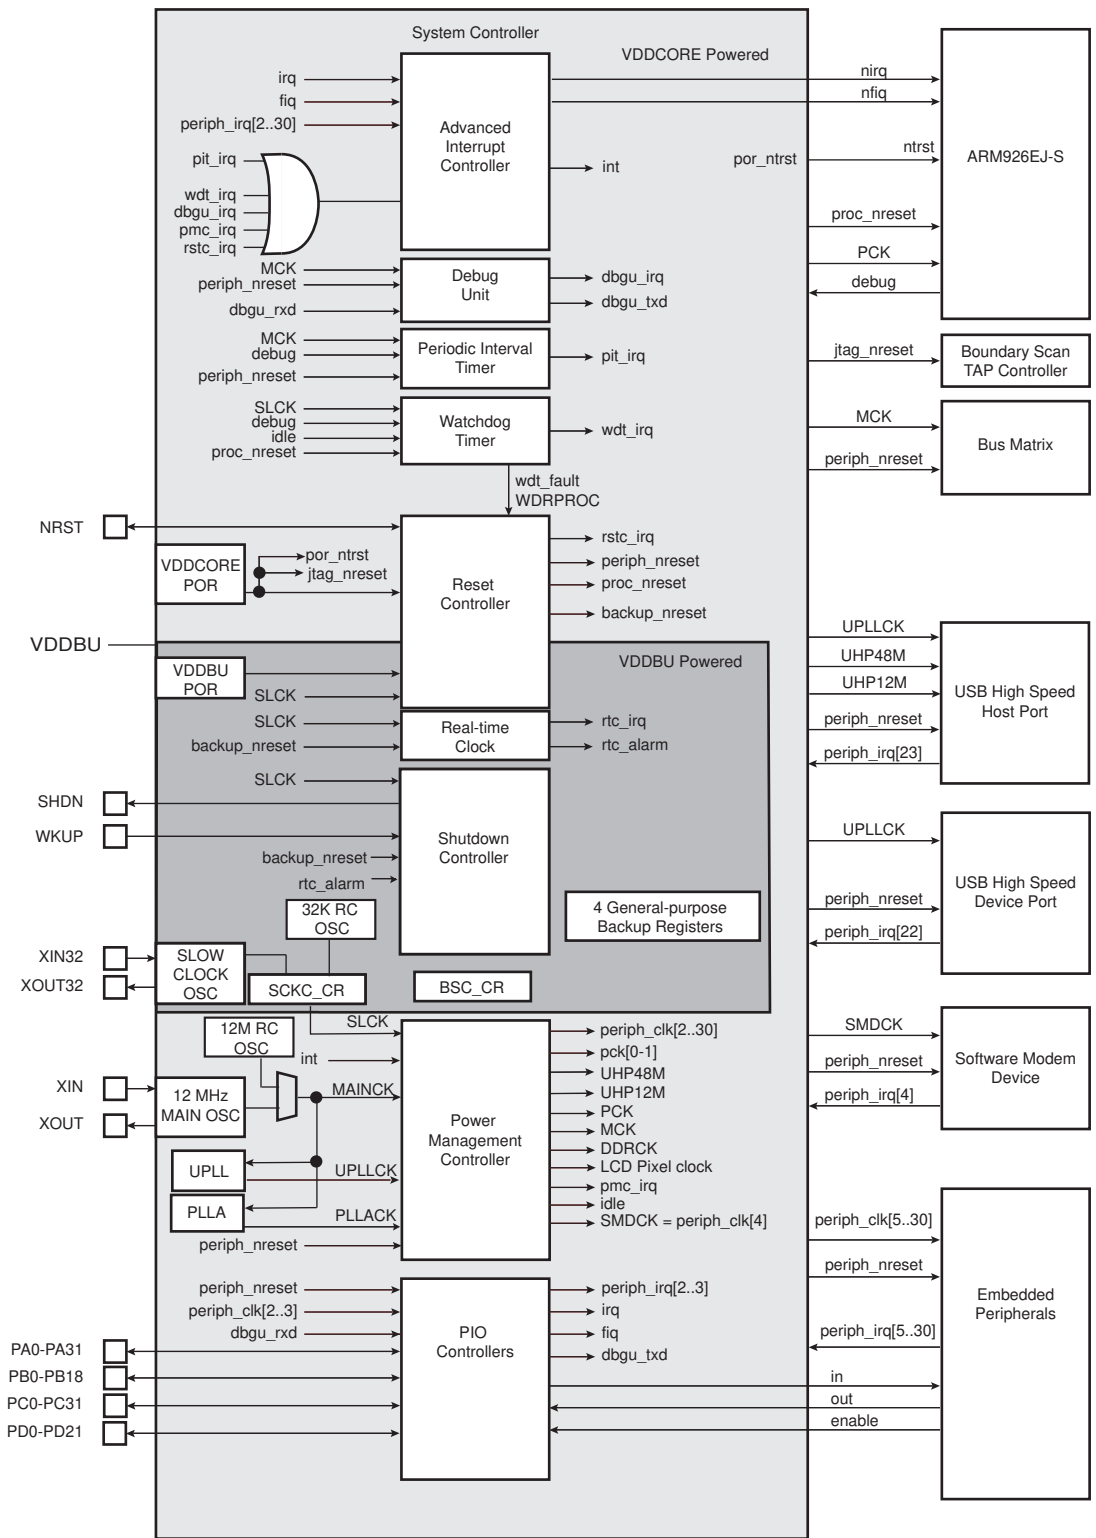 System Controller
VDDCORE Powered
irq
fiq
periph_irq[2..30]
pit_irq
wdt_irq
dbgu_irq
pmc_irq
rstc_irq
Advanced
Interrupt
Controller
int
nirq
nfiq
por_ntrst
ntrst
proc_nreset
PCK
debug
ARM926EJ-S
MCK
periph_nreset
dbgu_rxd
Debug
Unit
dbgu_irq
dbgu_txd
MCK
debug
periph_nreset
Periodic Interval
Timer
pit_irq
jtag_nreset
Boundary Scan
TAP Controller
SLCK
debug
idle
proc_nreset
Watchdog
Timer
wdt_irq
MCK
periph_nreset
Bus Matrix
wdt_fault
WDRPROC
NRST
VDDCORE
POR
por_ntrst
jtag_nreset
Reset
Controller
rstc_irq
periph_nreset
proc_nreset
backup_nreset
VDDBU
VDDBU Powered
VDDBU
POR
SLCK
SLCK
backup_nreset
Real-time
Clock
rtc_irq
rtc_alarm
UPLLCK
UHP48M
UHP12M
periph_nreset
periph_irq[23]
USB High Speed
Host Port
SLCK
SHDN
WKUP
backup_nreset
rtc_alarm
Shutdown
Controller
4 General-purpose
Backup Registers
UPLLCK
periph_nreset
periph_irq[22]
USB High Speed
Device Port
32K RC
OSC
XIN32
XOUT32
SLOW
CLOCK
OSC
SCKC_CR
BSC_CR
SLCK
12M RC
OSC
int
XIN
XOUT
12 MHz
MAIN OSC
MAINCK
UPLL
UPLLCK
PLLA
PLLACK
periph_nreset
Power
Management
Controller
periph_clk[2..30]
pck[0-1]
UHP48M
UHP12M
PCK
MCK
DDRCK
LCD Pixel clock
pmc_irq
idle
SMDCK = periph_clk[4]
SMDCK
periph_nreset
periph_irq[4]
Software Modem
Device
periph_nreset
periph_clk[2..3]
dbgu_rxd
PA0-PA31
PB0-PB18
PC0-PC31
PD0-PD21
PIO
Controllers
periph_irq[2..3]
irq
fiq
dbgu_txd
periph_clk[5..30]
periph_nreset
periph_irq[5..30]
in
out
enable
Embedded
Peripherals